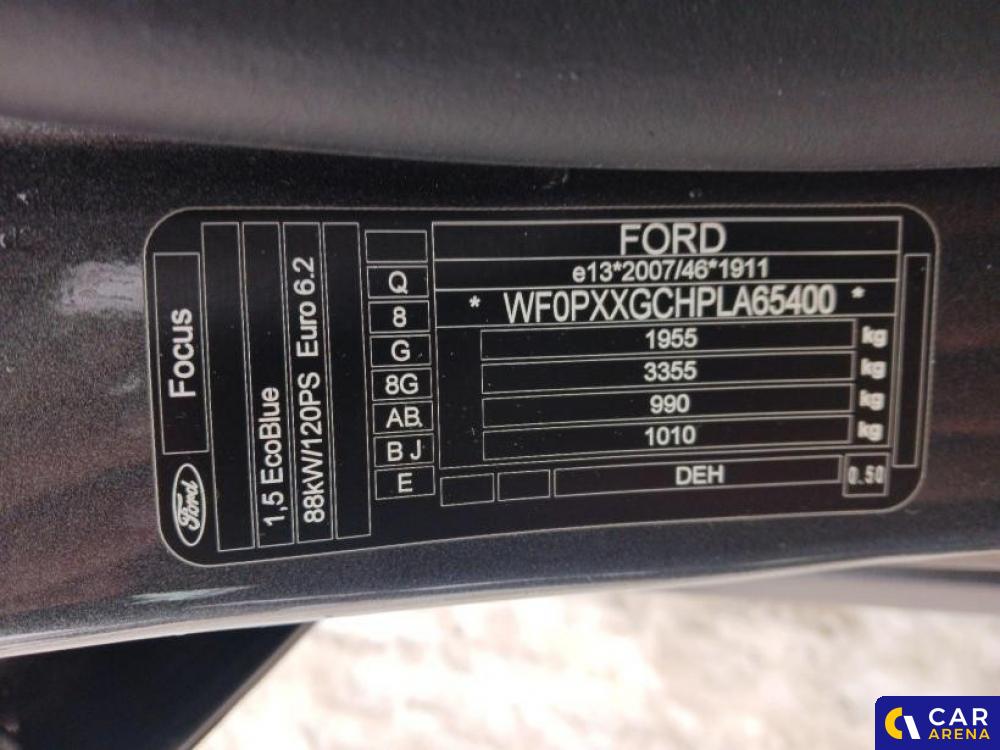 FORD
e13*2007/46*1911
* WF0PXXGCHPLA65400 *
1955 kg
3355 kg
990 kg
1010 kg
DEH
0.50
Q
8
G
8G
AB
B J
E
Focus
Ford
1,5 EcoBlue
88kW/120PS Euro 6.2
CAR
ARENA